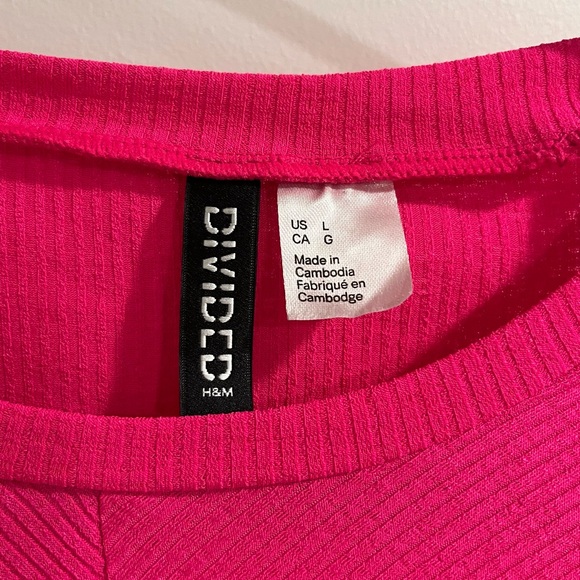 DIVIDED
H&M
US L
CA G
Made in
Cambodia
Fabriqué en
Cambodge